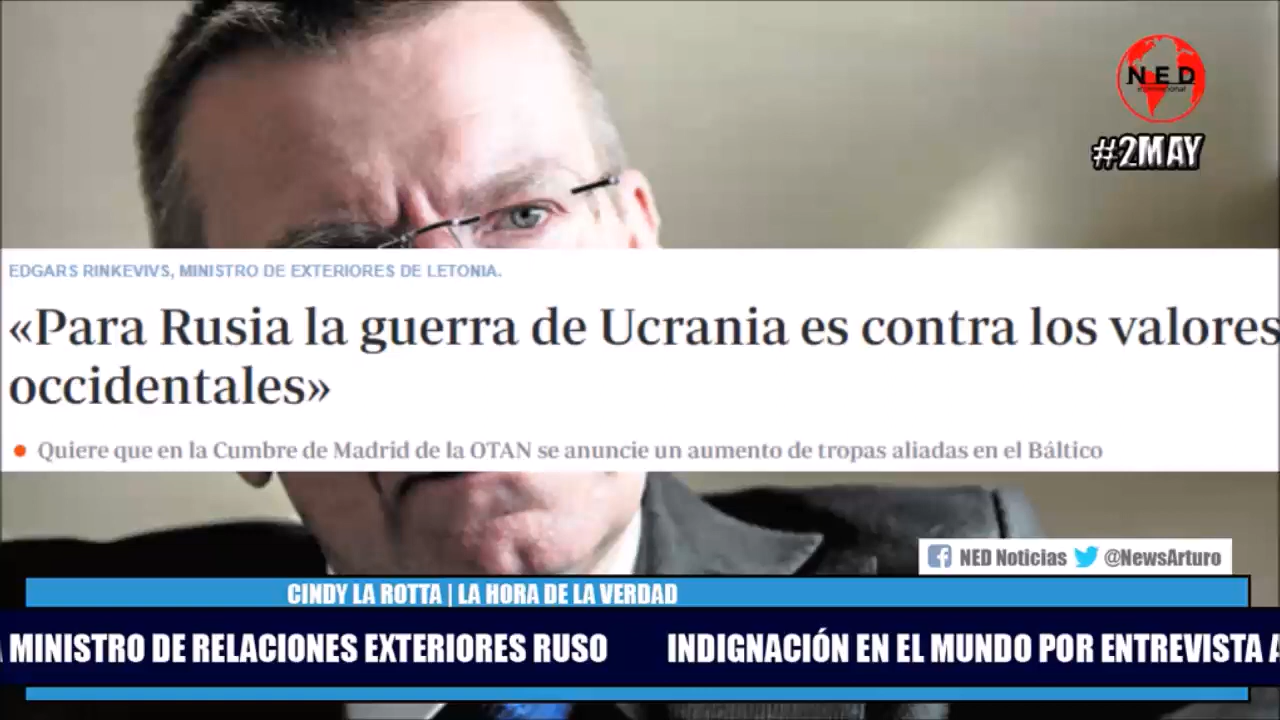 NED
#2MAY
EDGARS RINKEVIVS, MINISTRO DE EXTERIORES DE LETONIA.
«Para Rusia la guerra de Ucrania es contra los valores
occidentales»
Quiere que en la Cumbre de Madrid de la OTAN se anuncie un aumento de tropas aliadas en el Báltico
NED Noticias @NewsArturo
CINDY LA ROTTA | LA HORA DE LA VERDAD
MINISTRO DE RELACIONES EXTERIORES RUSO INDIGNACIÓN EN EL MUNDO POR ENTREVISTA A